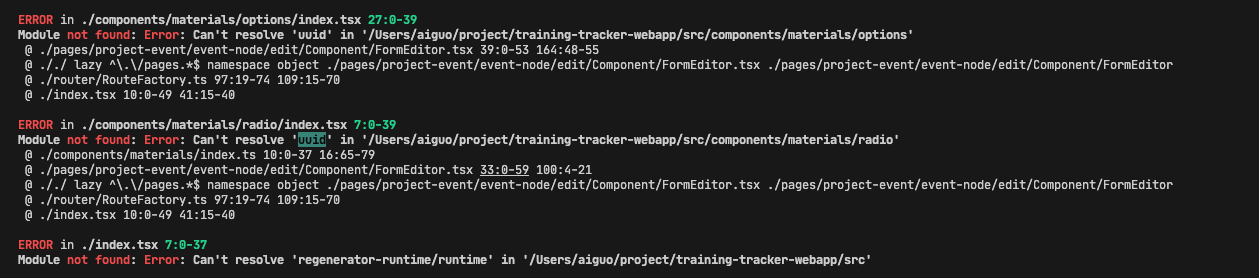 ERROR in ./components/materials/options/index.tsx 27:0-39
Module not found: Error: Can't resolve 'uuid' in '/Users/aiguo/project/training-tracker-webapp/src/components/materials/options'
 @ ./pages/project-event/event-node/edit/Component/FormEditor.tsx 39:0-53 164:48-55
 @ ././ lazy ^\.\/pages.*$ namespace object ./pages/project-event/event-node/edit/Component/FormEditor.tsx ./pages/project-event/event-node/edit/Component/FormEditor
 @ ./router/RouteFactory.ts 97:19-74 109:15-70
 @ ./index.tsx 10:0-49 41:15-40
ERROR in ./components/materials/radio/index.tsx 7:0-39
Module not found: Error: Can't resolve 'uuid' in '/Users/aiguo/project/training-tracker-webapp/src/components/materials/radio'
 @ ./components/materials/index.ts 10:0-37 16:65-79
 @ ./pages/project-event/event-node/edit/Component/FormEditor.tsx 33:0-59 100:4-21
 @ ././ lazy ^\.\/pages.*$ namespace object ./pages/project-event/event-node/edit/Component/FormEditor.tsx ./pages/project-event/event-node/edit/Component/FormEditor
 @ ./router/RouteFactory.ts 97:19-74 109:15-70
 @ ./index.tsx 10:0-49 41:15-40
ERROR in ./index.tsx 7:0-37
Module not found: Error: Can't resolve 'regenerator-runtime/runtime' in '/Users/aiguo/project/training-tracker-webapp/src'